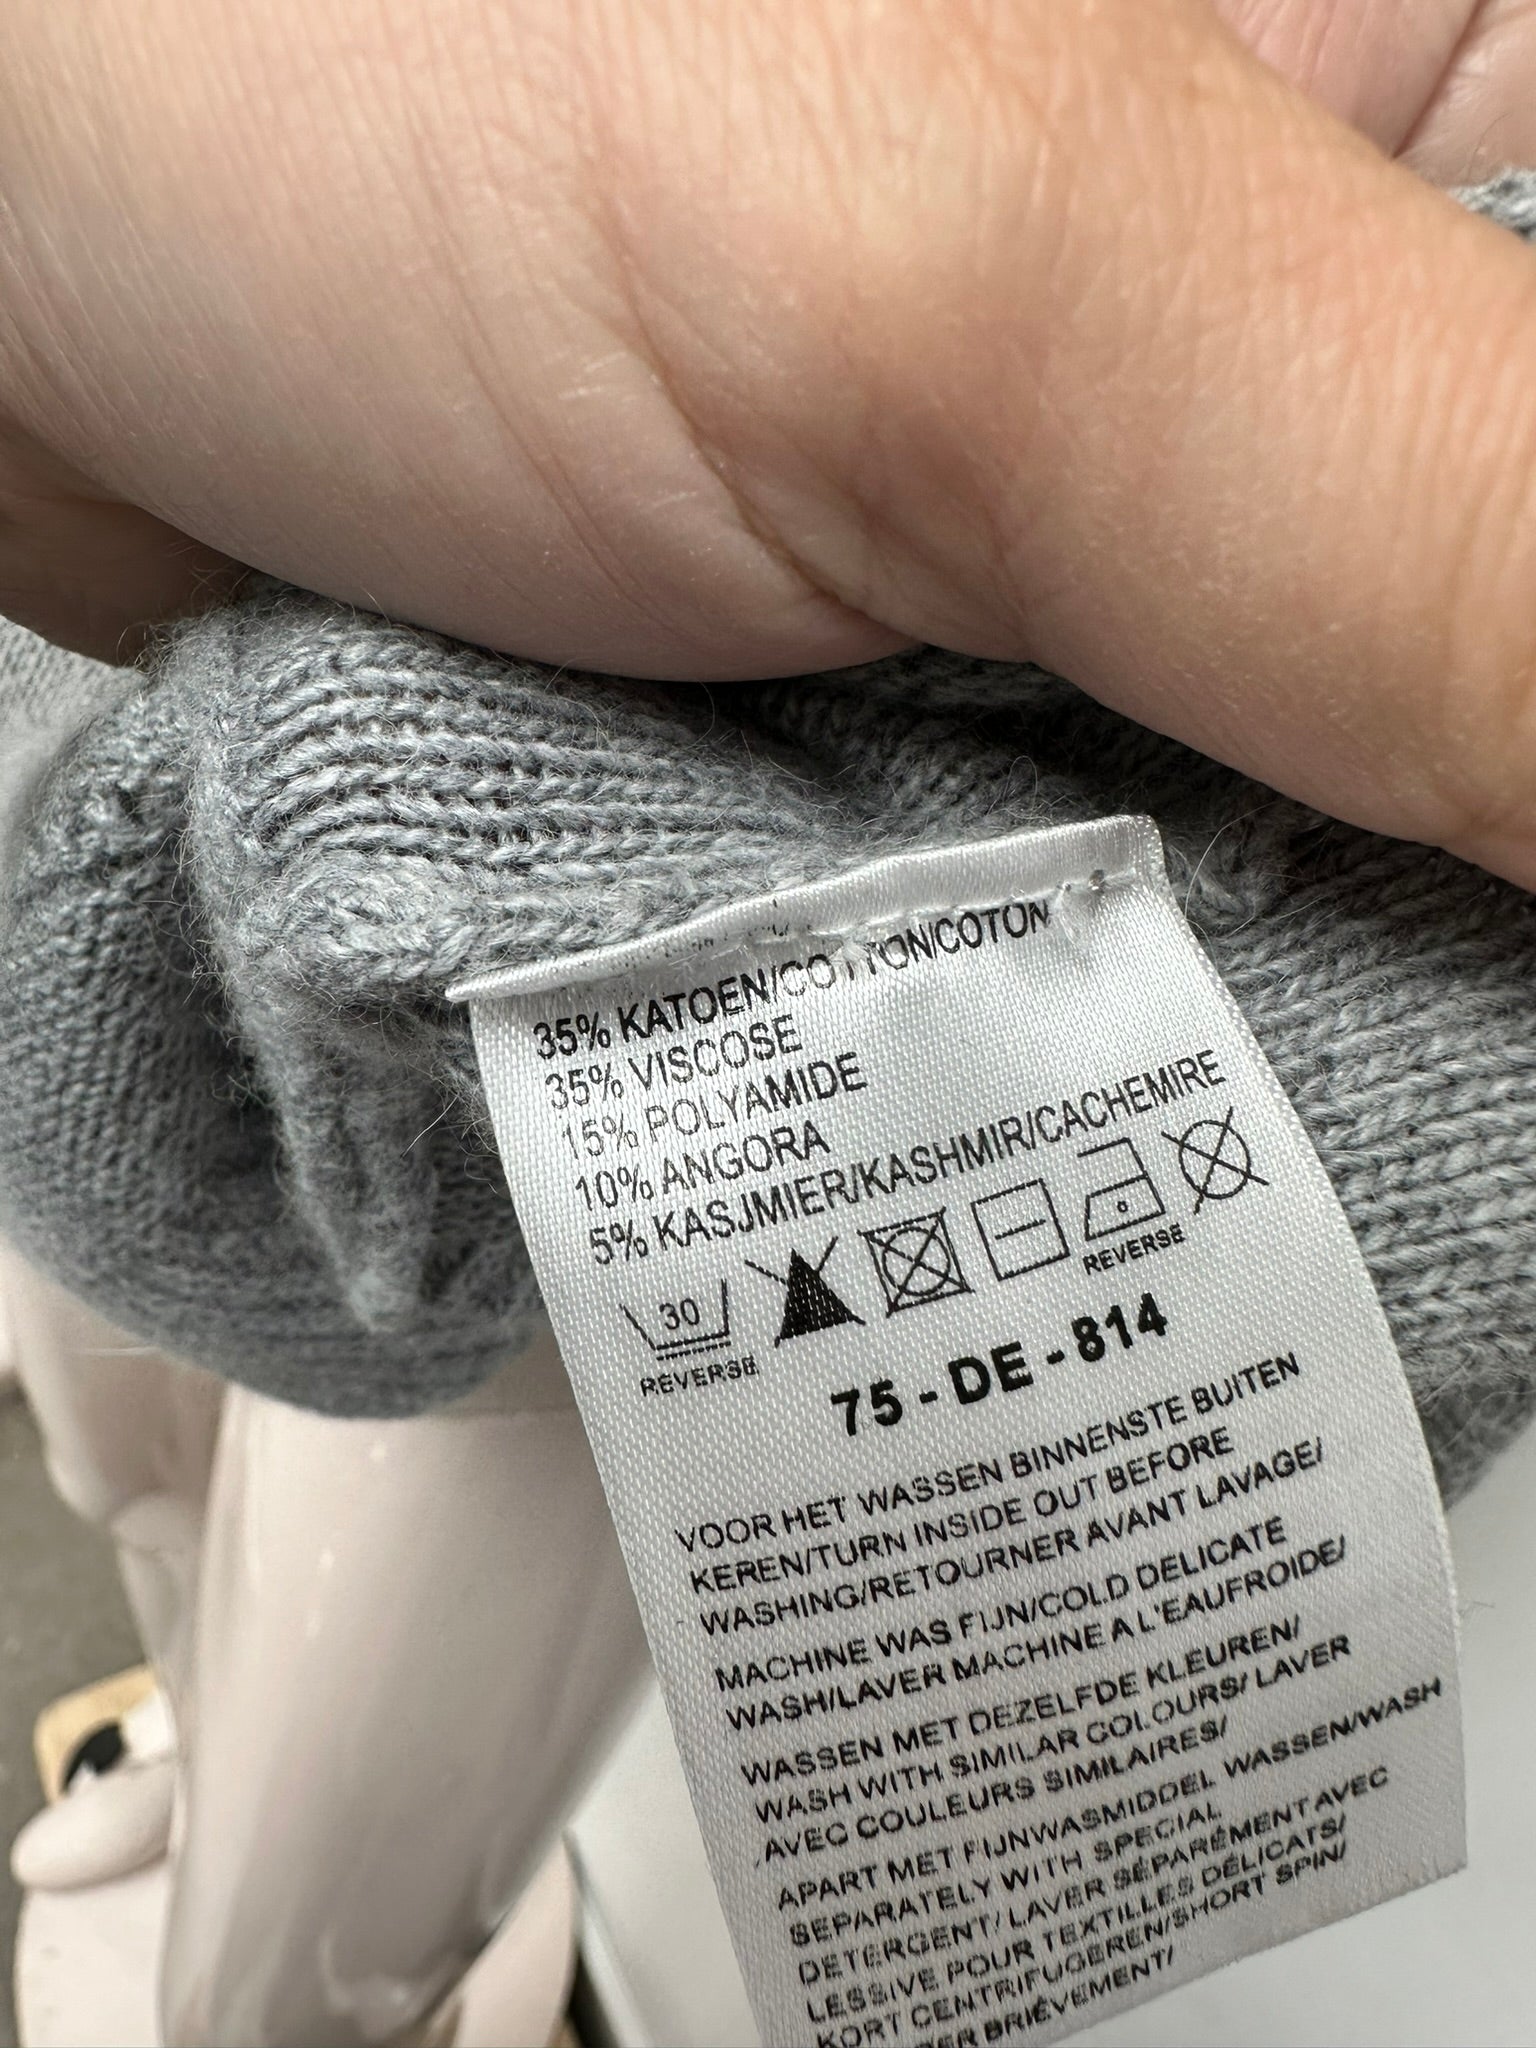 35% KATOEN/COTTON/COTON
35% VISCOSE
15% POLYAMIDE
10% ANGORA
5% KASJMIER/KASHMIR/CACHEMIRE
30
REVERSE
REVERSE
75-DE-814
VOOR HET WASSEN BINNENSTE BUITEN
KEREN/TURN INSIDE OUT BEFORE
WASHING/RETOURNER AVANT LAVAGE/
MACHINE WAS FIJN/COLD DELICATE
WASH/LAVER MACHINE A L'EAUFROIDE/
WASSEN MET DEZELFDE KLEUREN/
WASH WITH SIMILAR COLOURS/ LAVER
AVEC COULEURS SIMILAIRES/
APART MET FIJNWASMIDDEL WASSEN/WASH
SEPARATELY WITH SPECIAL
DETERGENT/ LAVER SÉPARÉMENT AVEC
LESSIVE POUR TEXTILLES DÉLICATS/
KORT CENTRIFUGEREN/SHORT SPIN/
BRIÈVEMENT/